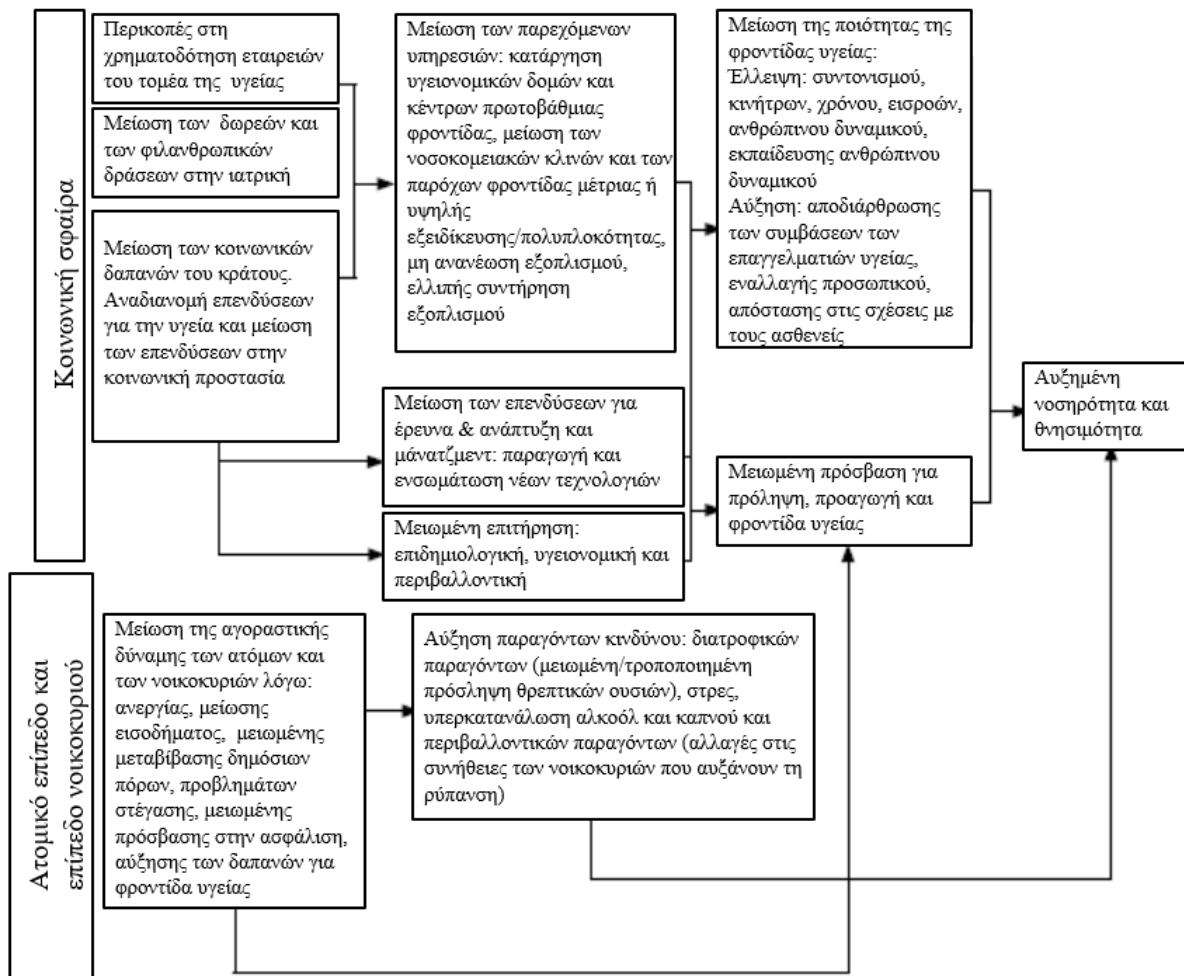 Κοινωνική σφαίρα
Περικοπές στη
χρηματοδότηση εταιρειών
του τομέα της υγείας
Μείωση των δωρεών και
των φιλανθρωπικών
δράσεων στην ιατρική
Μείωση των κοινωνικών
δαπανών του κράτους.
Αναδιανομή επενδύσεων
για την υγεία και μείωση
των επενδύσεων στην
κοινωνική προστασία
Μείωση των παρεχόμενων
υπηρεσιών: κατάργηση
υγειονομικών δομών και
κέντρων πρωτοβάθμιας
φροντίδας, μείωση των
νοσοκομειακών κλινών και των
παρόχων φροντίδας μέτριας ή
υψηλής
εξειδίκευσης/πολυπλοκότητας,
μη ανανέωση εξοπλισμού,
ελλιπής συντήρηση
εξοπλισμού
Μείωση των επενδύσεων για
έρευνα & ανάπτυξη και
μάνατζμεντ: παραγωγή και
ενσωμάτωση νέων τεχνολογιών
Μειωμένη επιτήρηση:
επιδημιολογική, υγειονομική και
περιβαλλοντική
Μείωση της ποιότητας της
φροντίδας υγείας:
Έλλειψη: συντονισμού,
κινήτρων, χρόνου, εισροών,
ανθρώπινου δυναμικού,
εκπαίδευσης ανθρώπινου
δυναμικού
Αύξηση: αποδιάρθρωσης
των συμβάσεων των
επαγγελματιών υγείας,
εναλλαγής προσωπικού,
απόστασης στις σχέσεις με
τους ασθενείς
Μειωμένη πρόσβαση για
πρόληψη, προαγωγή και
φροντίδα υγείας
Αυξημένη
νοσηρότητα και
θνησιμότητα
Ατομικό επίπεδο και
επίπεδο νοικοκυριού
Μείωση της αγοραστικής
δύναμης των ατόμων και
των νοικοκυριών λόγω:
ανεργίας, μείωσης
εισοδήματος, μειωμένης
μεταβίβασης δημόσιων
πόρων, προβλημάτων
στέγασης, μειωμένης
πρόσβασης στην ασφάλιση,
αύξησης των δαπανών για
φροντίδα υγείας
Αύξηση παραγόντων κινδύνου: διατροφικών
παραγόντων (μειωμένη/τροποποιημένη
πρόσληψη θρεπτικών ουσιών), στρες,
υπερκατανάλωση αλκοόλ και καπνού και
περιβαλλοντικών παραγόντων (αλλαγές στις
συνήθειες των νοικοκυριών που αυξάνουν τη
ρύπανση)